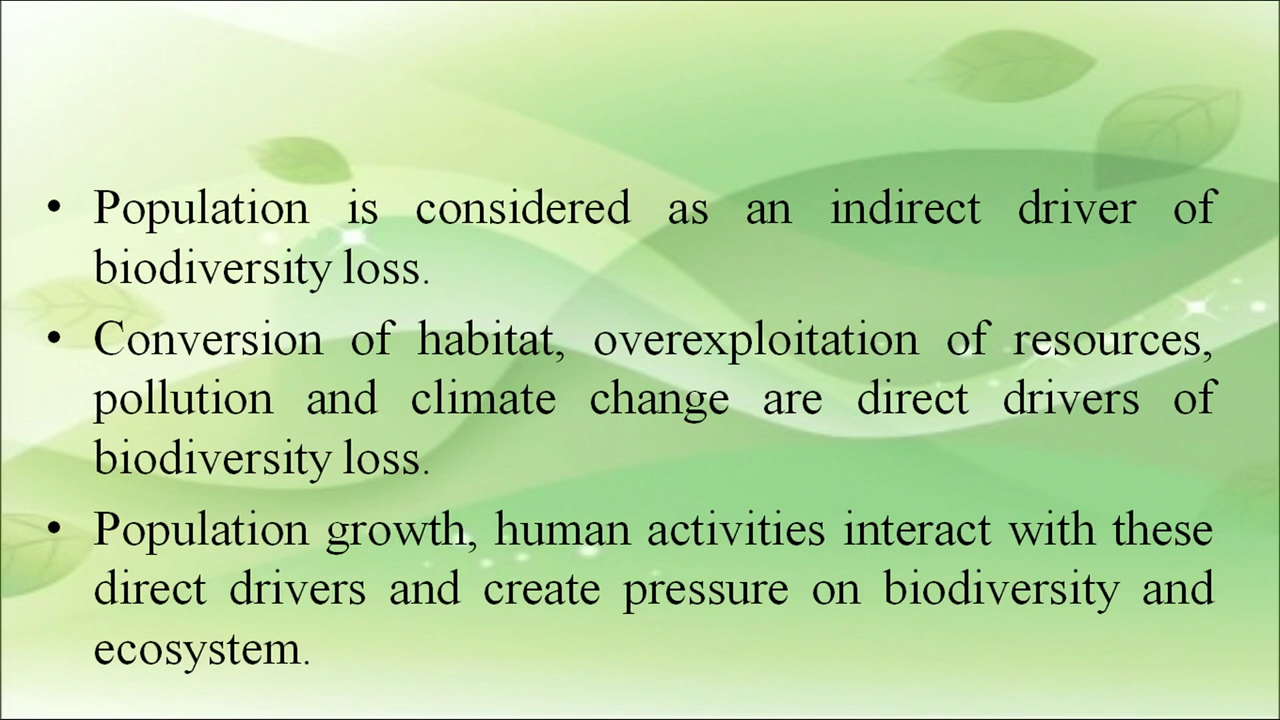 • Population is considered as an indirect driver of
biodiversity loss.
• Conversion of habitat, overexploitation of resources,
pollution and climate change are direct drivers of
biodiversity loss.
• Population growth, human activities interact with these
direct drivers and create pressure on biodiversity and
ecosystem.